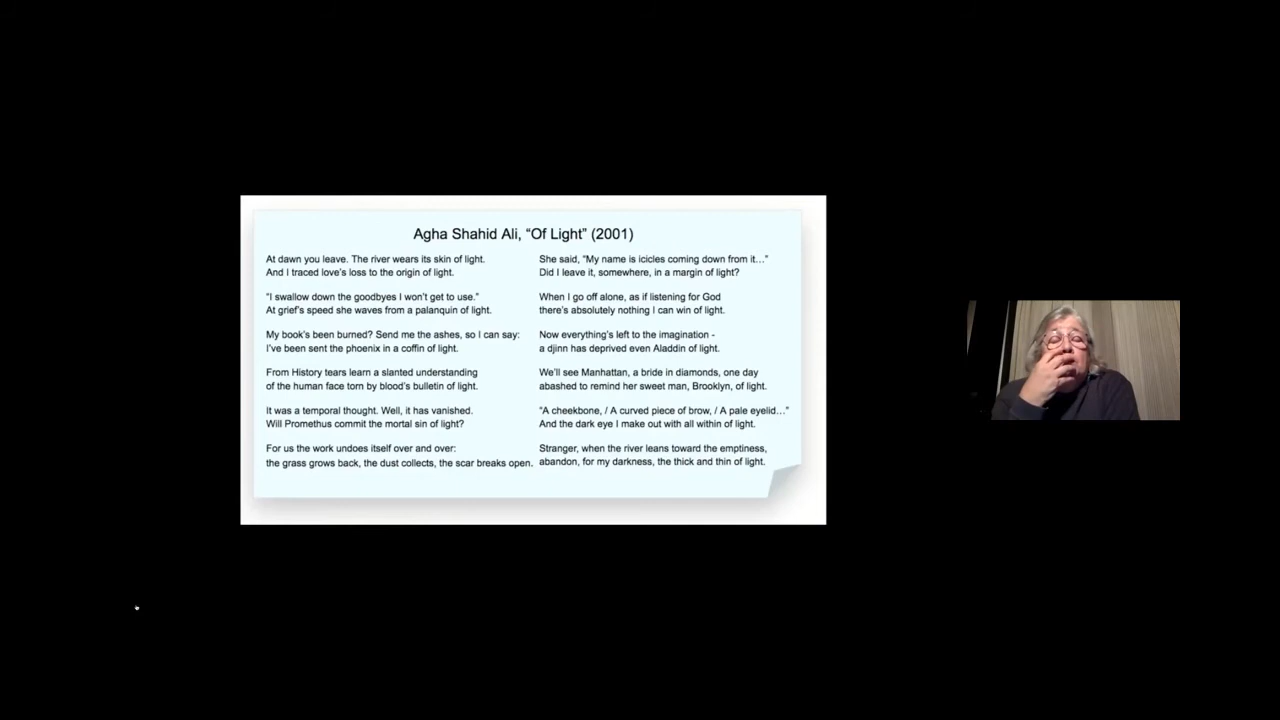 Agha Shahid Ali, “Of Light” (2001)
At dawn you leave. The river wears its skin of light.
And I traced love’s loss to the origin of light.
“I swallow down the goodbyes I won’t get to use.”
At grief’s speed she waves from a palanquin of light.
My book’s been burned? Send me the ashes, so I can say:
I’ve been sent the phoenix in a coffin of light.
From History tears learn a slanted understanding
of the human face torn by blood’s bulletin of light.
It was a temporal thought. Well, it has vanished.
Will Promethus commit the mortal sin of light?
For us the work undoes itself over and over:
the grass grows back, the dust collects, the scar breaks open.
She said, “My name is icicles coming down from it…”
Did I leave it, somewhere, in a margin of light?
When I go off alone, as if listening for God
there’s absolutely nothing I can win of light.
Now everything’s left to the imagination -
a djinn has deprived even Aladdin of light.
We’ll see Manhattan, a bride in diamonds, one day
abashed to remind her sweet man, Brooklyn, of light.
“A cheekbone, / A curved piece of brow, / A pale eyelid…”
And the dark eye I make out with all within of light.
Stranger, when the river leans toward the emptiness,
abandon, for my darkness, the thick and thin of light.